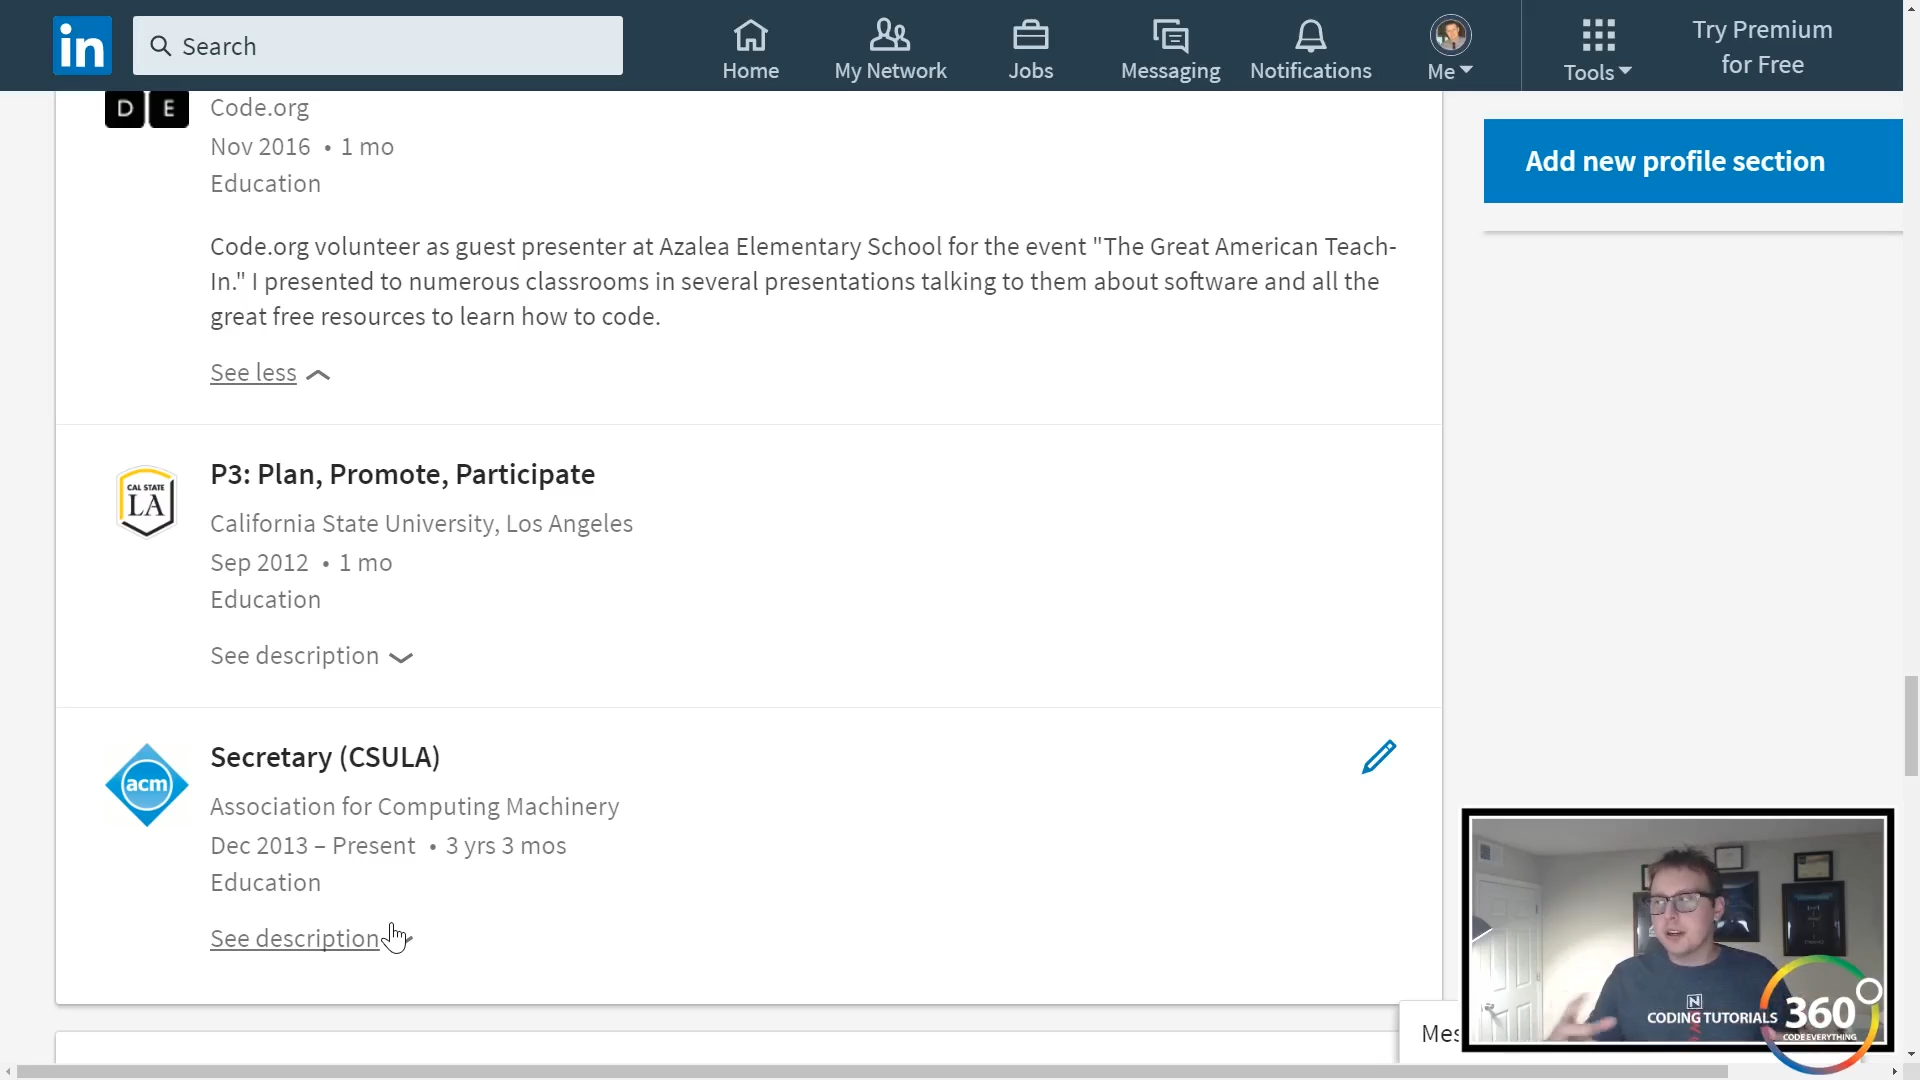 in
Search
Home
My Network
Jobs
Messaging
Notifications
Me
Tools
Try Premium
for Free
D E
Code.org
Nov 2016 • 1 mo
Education
Add new profile section
Code.org volunteer as guest presenter at Azalea Elementary School for the event "The Great American Teach-
In." I presented to numerous classrooms in several presentations talking to them about software and all the
great free resources to learn how to code.
See less
CAL STATE
LA
P3: Plan, Promote, Participate
California State University, Los Angeles
Sep 2012 • 1 mo
Education
See description
acm
Secretary (CSULA)
Association for Computing Machinery
Dec 2013 – Present • 3 yrs 3 mos
Education
See description
Mes
N
CODING TUTORIALS 360
CODE EVERYTHING